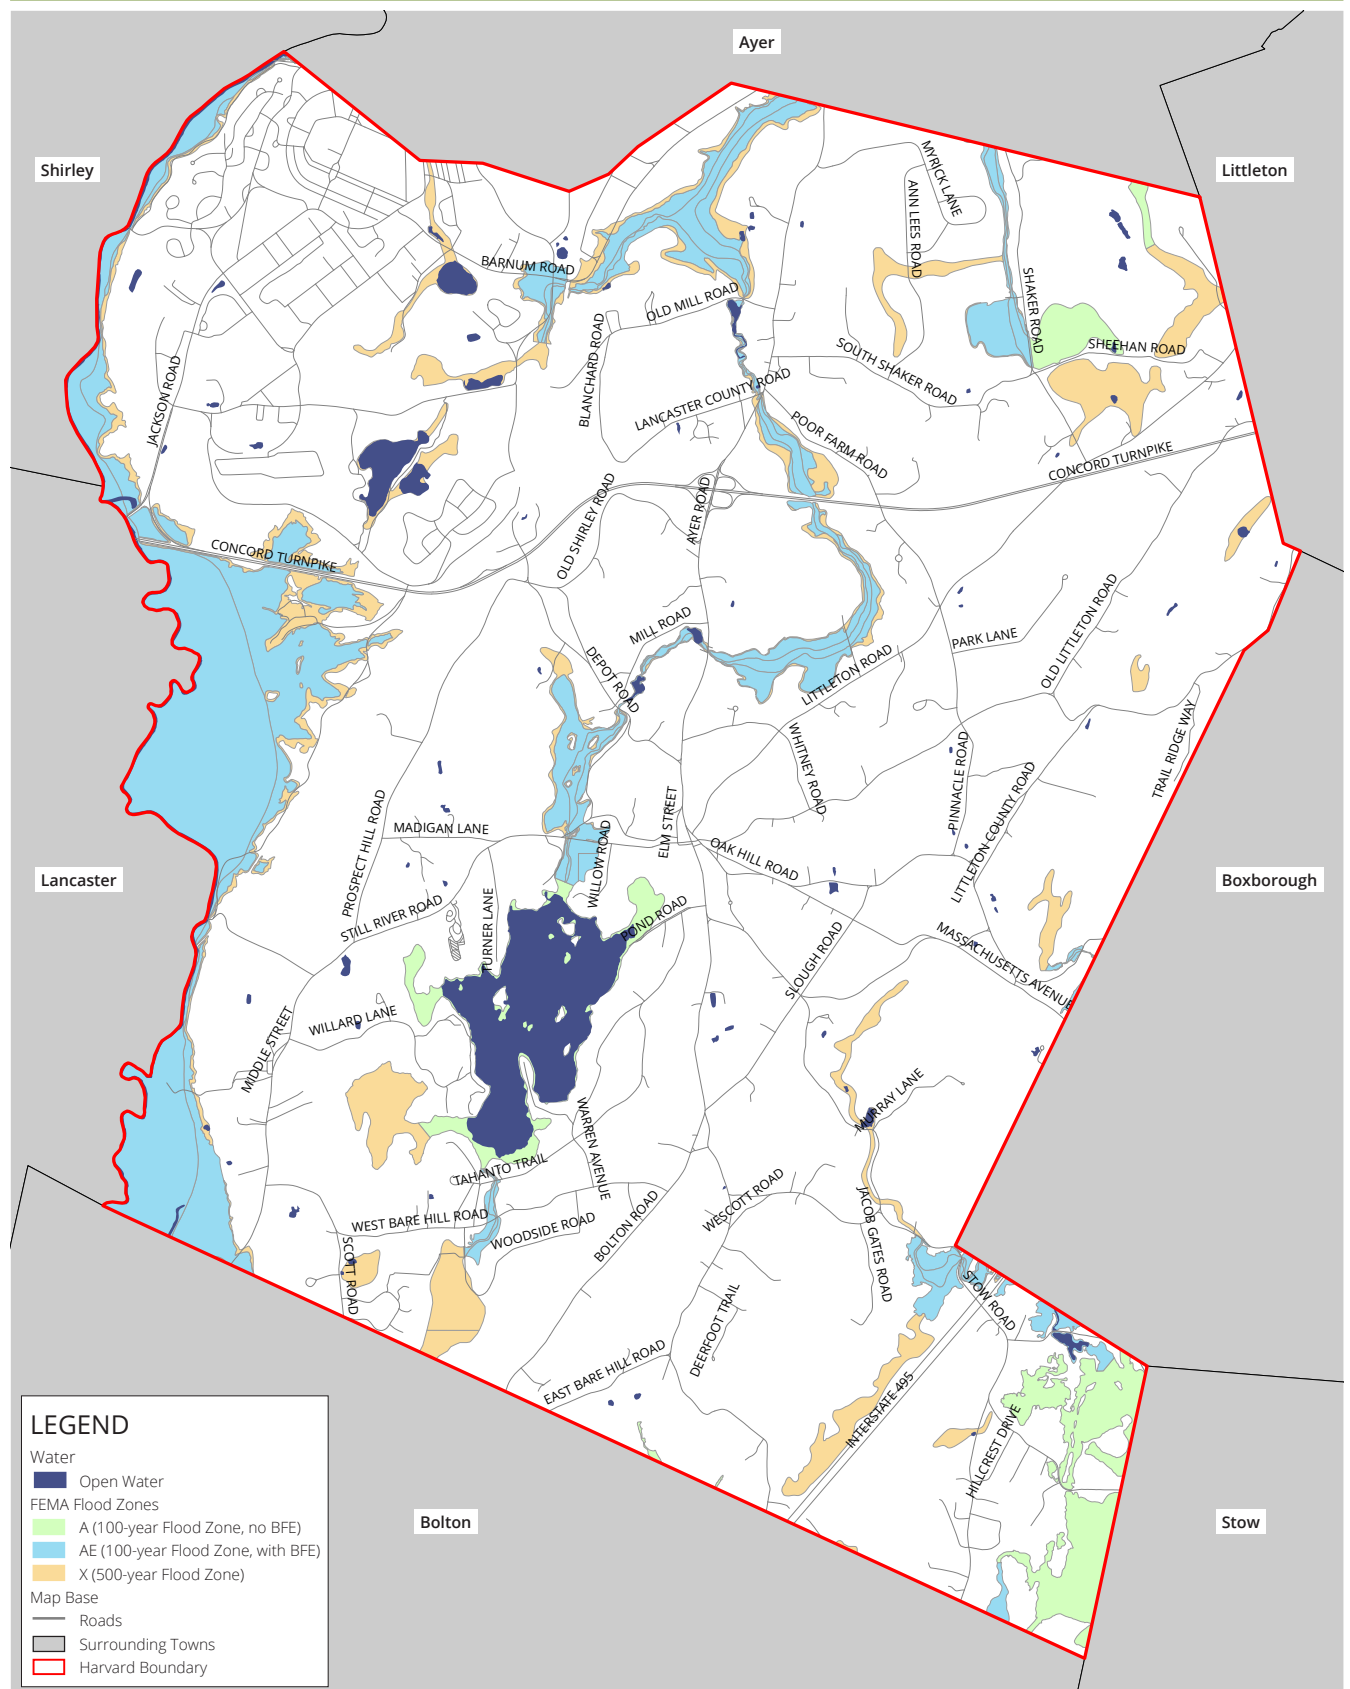 Ayer
Shirley
Littleton
MYRICK LANE
ANN LEES ROAD
BARNUM ROAD
SHAKER ROAD
OLD MILL ROAD
BLANCHARD ROAD
SOUTH SHAKER ROAD
SHEEHAN ROAD
JACKSON ROAD
LANCASTER COUNTY ROAD
POOR FARM ROAD
CONCORD TURNPIKE
OLD SHIRLEY ROAD
AYER ROAD
CONCORD TURNPIKE
MILL ROAD
PARK LANE
OLD LITTLETON ROAD
DEPOT ROAD
LITTLETON ROAD
TRAIL RIDGE WAY
WHITNEY ROAD
PINNACLE ROAD
PROSPECT HILL ROAD
MADIGAN LANE
ELM STREET
LITTLETON COUNTY ROAD
WILLOW ROAD
OAK HILL ROAD
Lancaster
Boxborough
STILL RIVER ROAD
TURNER LANE
POND ROAD
SLOUGH ROAD
MASSACHUSETTS AVENUE
WILLARD LANE
MIDDLE STREET
MURRAY LANE
WARREN AVENUE
TAHANTO TRAIL
WEST BARE HILL ROAD
WOODSIDE ROAD
BOLTON ROAD
WESCOTT ROAD
JACOB GATES ROAD
SCOTT ROAD
STOW ROAD
DEERFOOT TRAIL
EAST BARE HILL ROAD
INTERSTATE 495
HILLCREST DRIVE
Bolton
Stow
LEGEND
Water
Open Water
FEMA Flood Zones
A (100-year Flood Zone, no BFE)
AE (100-year Flood Zone, with BFE)
X (500-year Flood Zone)
Map Base
Roads
Surrounding Towns
Harvard Boundary